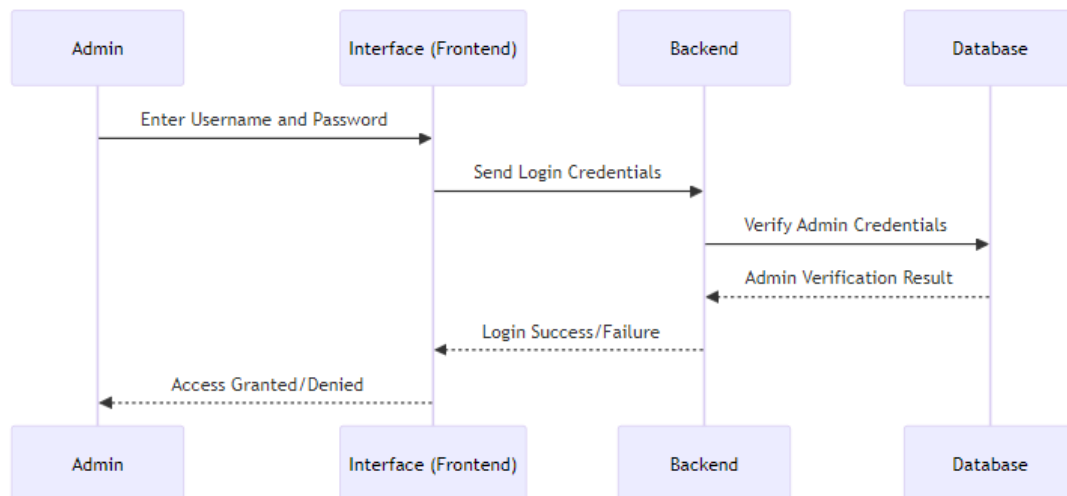 Admin
Interface (Frontend)
Backend
Database
Enter Username and Password
Send Login Credentials
Verify Admin Credentials
Admin Verification Result
Login Success/Failure
Access Granted/Denied
Admin
Interface (Frontend)
Backend
Database